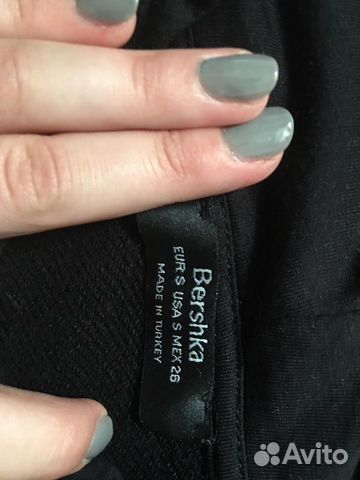 Bershka
EUR S USA S MEX 26
MADE IN TURKEY
Avito